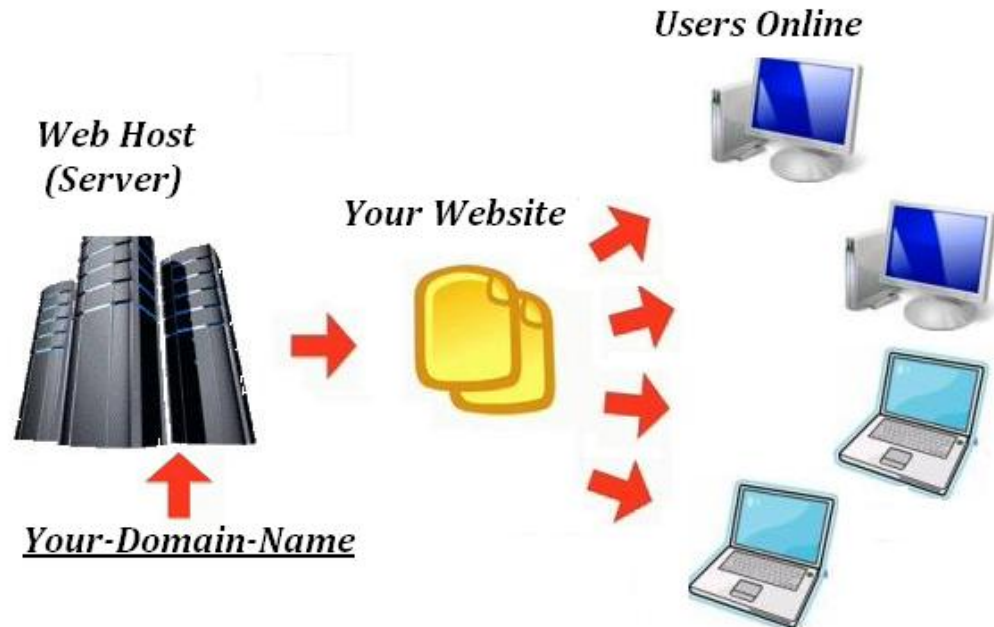 Users Online
Web Host
(Server)
Your Website
Your-Domain-Name